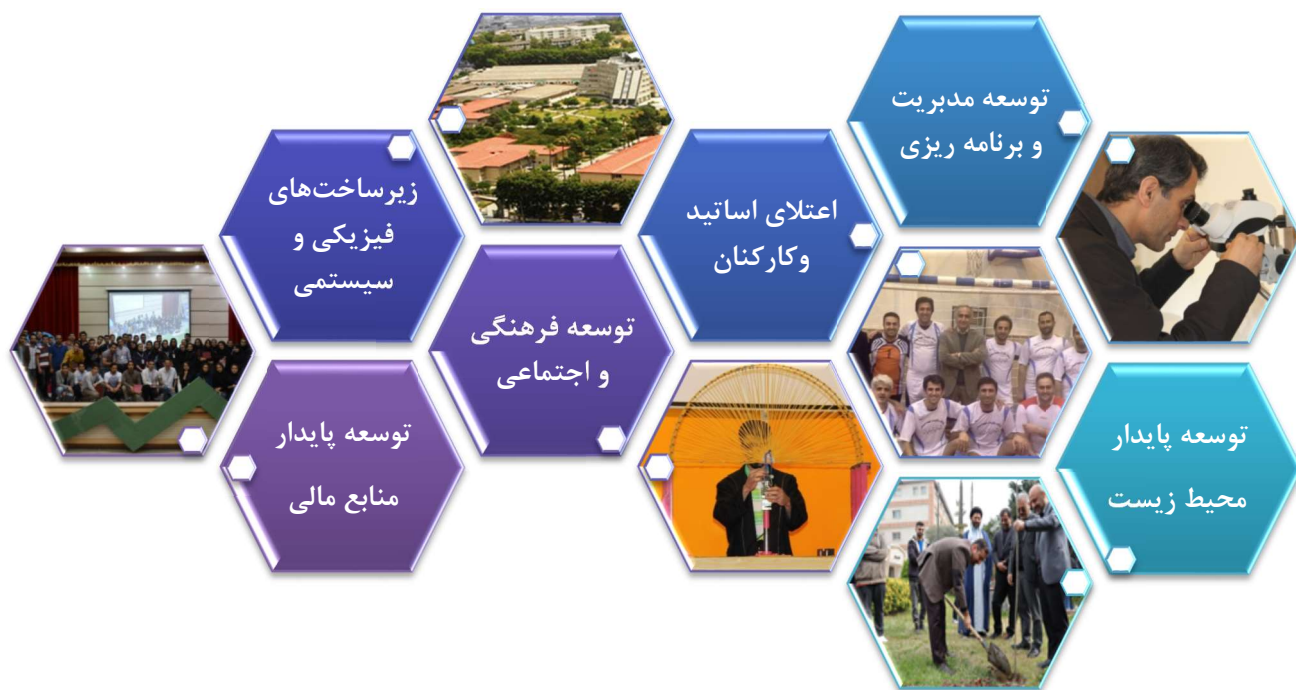 توسعه مدبریت
و برنامه ریزی
توسعه پایدار
محیط زیست
اعتلای اساتید
وکارکنان
توسعه فرهنگی
و اجتماعی
زیرساخت‌های
فیزیکی و
سیستمی
توسعه پایدار
منابع مالی